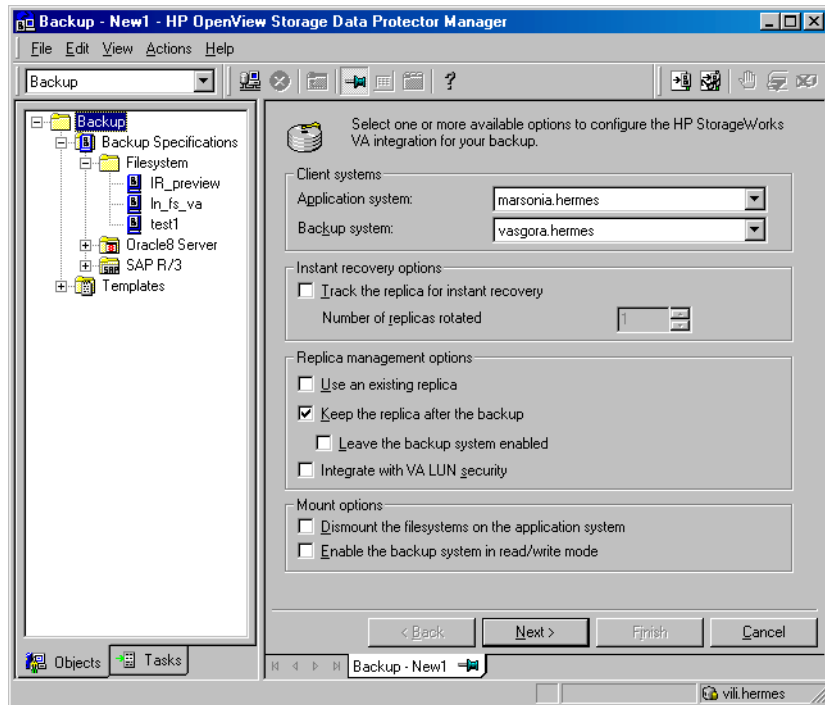 Backup - New1 - HP OpenView Storage Data Protector Manager
File Edit View Actions Help
Backup
Backup
Backup Specifications
Filesystem
IR_preview
ln_fs_va
test1
Oracle8 Server
SAP R/3
Templates
Objects
Tasks
Select one or more available options to configure the HP StorageWorks
VA integration for your backup.
Client systems
Application system: marsonia.hermes
Backup system: vasgora.hermes
Instant recovery options
Track the replica for instant recovery
Number of replicas rotated 1
Replica management options
Use an existing replica
Keep the replica after the backup
Leave the backup system enabled
Integrate with VA LUN security
Mount options
Dismount the filesystems on the application system
Enable the backup system in read/write mode
< Back Next > Finish Cancel
Backup - New1
vili.hermes